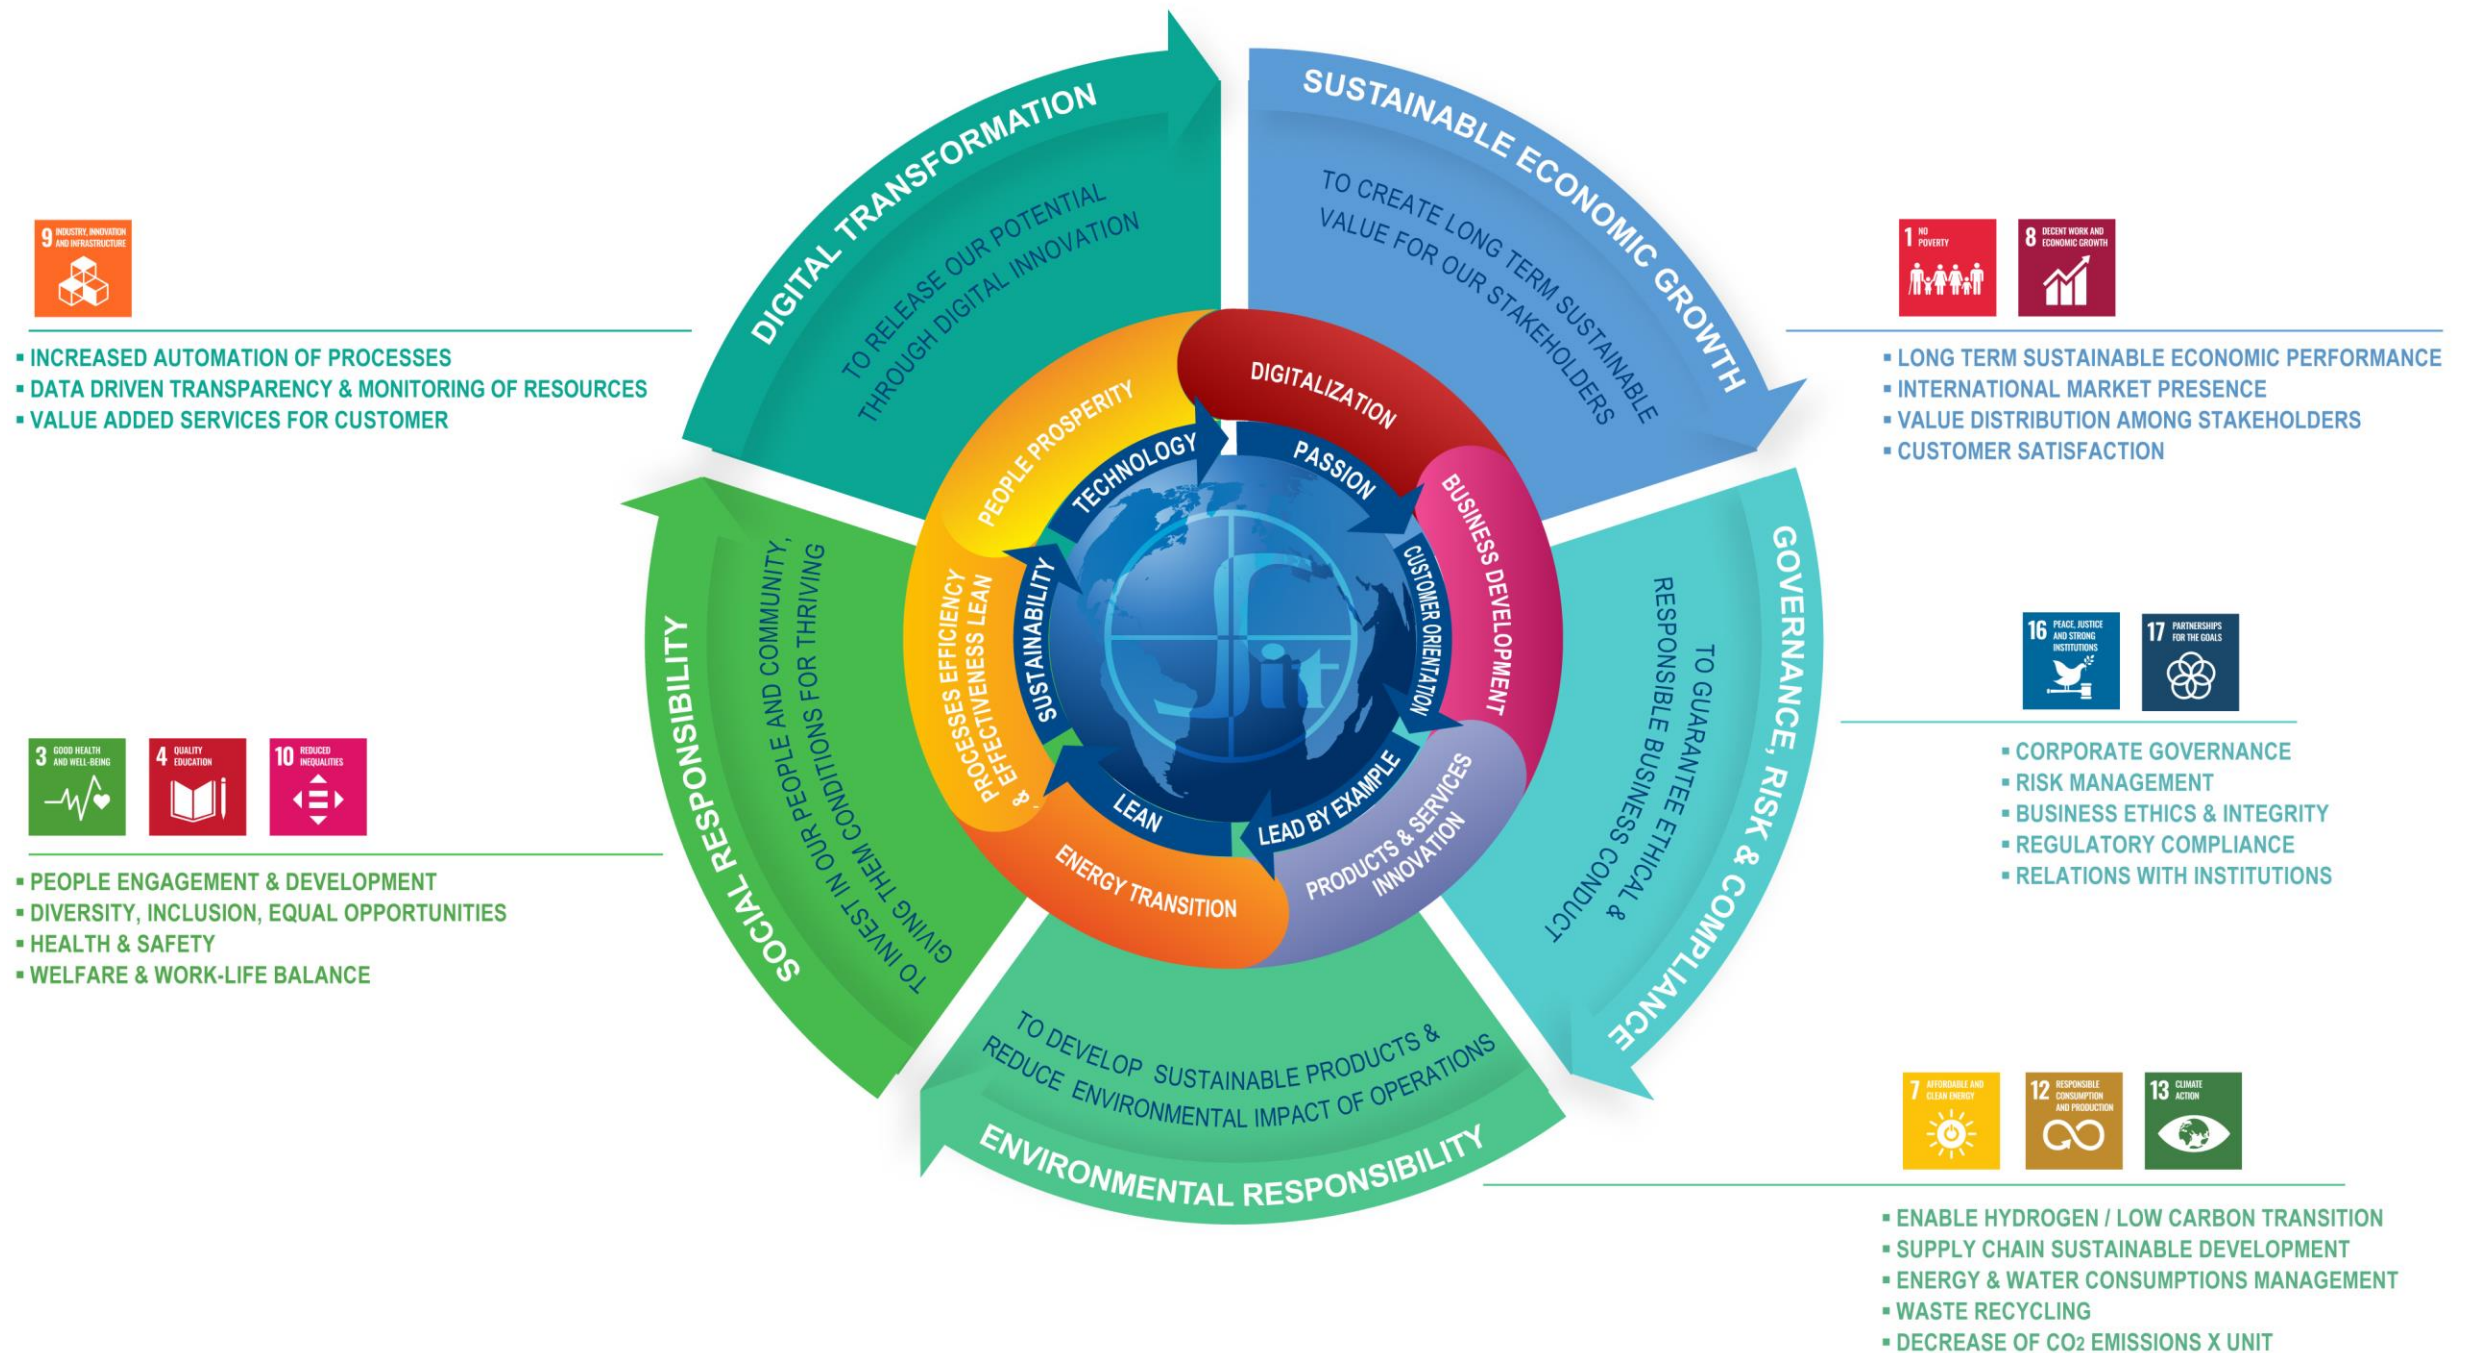 DIGITAL TRANSFORMATION
TO RELEASE OUR POTENTIAL
THROUGH DIGITAL INNOVATION
9 INDUSTRY, INNOVATION
AND INFRASTRUCTURE
▪ INCREASED AUTOMATION OF PROCESSES
▪ DATA DRIVEN TRANSPARENCY & MONITORING OF RESOURCES
▪ VALUE ADDED SERVICES FOR CUSTOMER
SUSTAINABLE ECONOMIC GROWTH
TO CREATE LONG TERM SUSTAINABLE
VALUE FOR OUR STAKEHOLDERS
1 NO
POVERTY
8 DECENT WORK AND
ECONOMIC GROWTH
▪ LONG TERM SUSTAINABLE ECONOMIC PERFORMANCE
▪ INTERNATIONAL MARKET PRESENCE
▪ VALUE DISTRIBUTION AMONG STAKEHOLDERS
▪ CUSTOMER SATISFACTION
GOVERNANCE, RISK & COMPLIANCE
TO GUARANTEE ETHICAL &
RESPONSIBLE BUSINESS CONDUCT
16 PEACE, JUSTICE
AND STRONG
INSTITUTIONS
17 PARTNERSHIPS
FOR THE GOALS
▪ CORPORATE GOVERNANCE
▪ RISK MANAGEMENT
▪ BUSINESS ETHICS & INTEGRITY
▪ REGULATORY COMPLIANCE
▪ RELATIONS WITH INSTITUTIONS
ENVIRONMENTAL RESPONSIBILITY
TO DEVELOP SUSTAINABLE PRODUCTS &
REDUCE ENVIRONMENTAL IMPACT OF OPERATIONS
7 AFFORDABLE AND
CLEAN ENERGY
12 RESPONSIBLE
CONSUMPTION
AND PRODUCTION
13 CLIMATE
ACTION
▪ ENABLE HYDROGEN / LOW CARBON TRANSITION
▪ SUPPLY CHAIN SUSTAINABLE DEVELOPMENT
▪ ENERGY & WATER CONSUMPTIONS MANAGEMENT
▪ WASTE RECYCLING
▪ DECREASE OF CO2 EMISSIONS X UNIT
SOCIAL RESPONSIBILITY
TO INVEST IN OUR PEOPLE AND COMMUNITY,
GIVING THEM CONDITIONS FOR THRIVING
3 GOOD HEALTH
AND WELL-BEING
4 QUALITY
EDUCATION
10 REDUCED
INEQUALITIES
▪ PEOPLE ENGAGEMENT & DEVELOPMENT
▪ DIVERSITY, INCLUSION, EQUAL OPPORTUNITIES
▪ HEALTH & SAFETY
▪ WELFARE & WORK-LIFE BALANCE
PEOPLE PROSPERITY
DIGITALIZATION
BUSINESS DEVELOPMENT
PRODUCTS & SERVICES
INNOVATION
ENERGY TRANSITION
PROCESSES EFFICIENCY
& EFFECTIVENESS LEAN
TECHNOLOGY
PASSION
CUSTOMER ORIENTATION
LEAD BY EXAMPLE
LEAN
SUSTAINABILITY
Sit